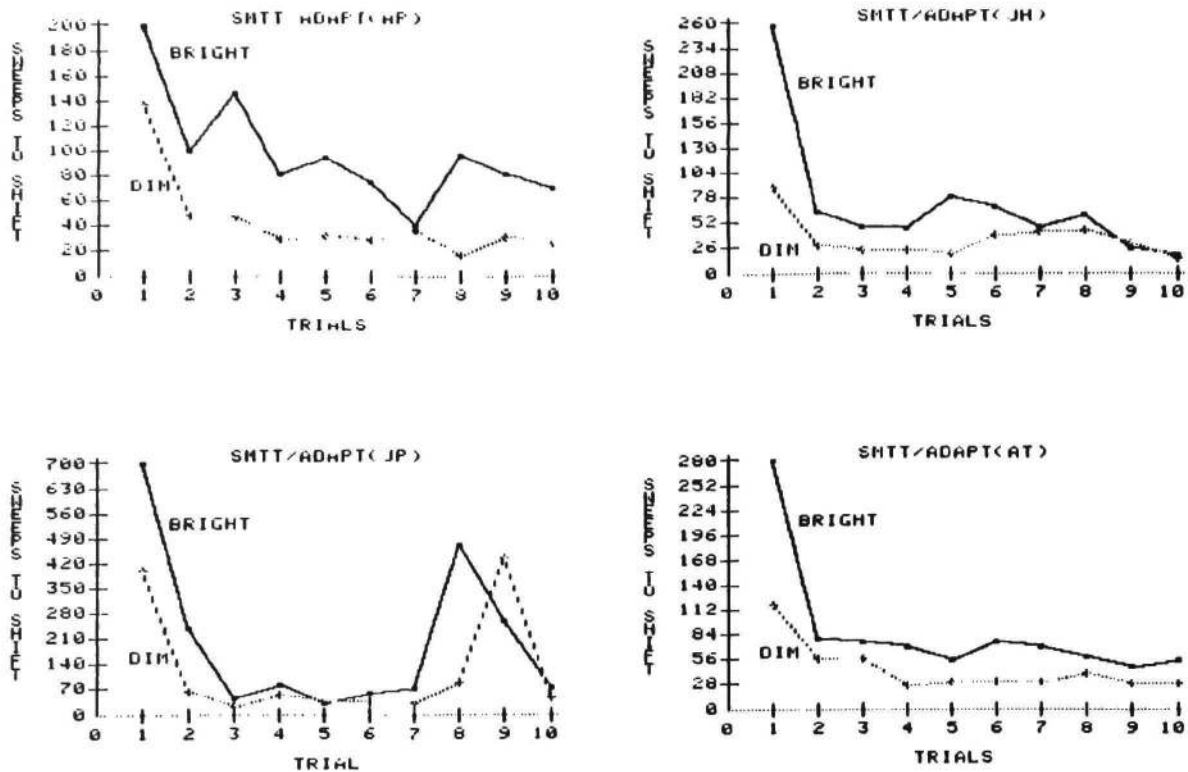 SMTT ADAPT(AP)
SWEEPS TO SHIFT
200
180
160
140
120
100
80
60
40
20
0
BRIGHT
DIM
0 1 2 3 4 5 6 7 8 9 10
TRIALS
SMTT/ADAPT(JH)
SWEEPS TO SHIFT
260
234
208
182
156
130
104
78
52
26
0
BRIGHT
DIM
0 1 2 3 4 5 6 7 8 9 10
TRIALS
SMTT/ADAPT(JP)
SWEEPS TO SHIFT
700
630
560
490
420
350
280
210
140
70
0
BRIGHT
DIM
0 1 2 3 4 5 6 7 8 9 10
TRIAL
SMTT/ADAPT(AT)
SWEEPS TO SHIFT
280
252
224
196
168
140
112
84
56
28
0
BRIGHT
DIM
0 1 2 3 4 5 6 7 8 9 10
TRIALS